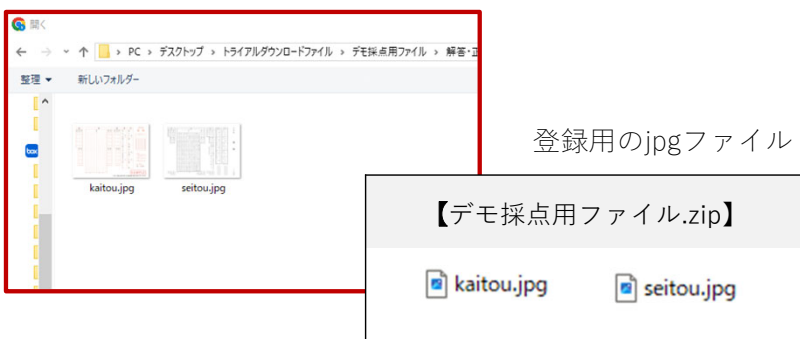 開く
PC › デスクトップ › トライアルダウンロードファイル › デモ採点用ファイル › 解答・正
整理 新しいフォルダー
box
kaitou.jpg seitou.jpg
登録用のjpgファイル
【デモ採点用ファイル.zip】
kaitou.jpg seitou.jpg